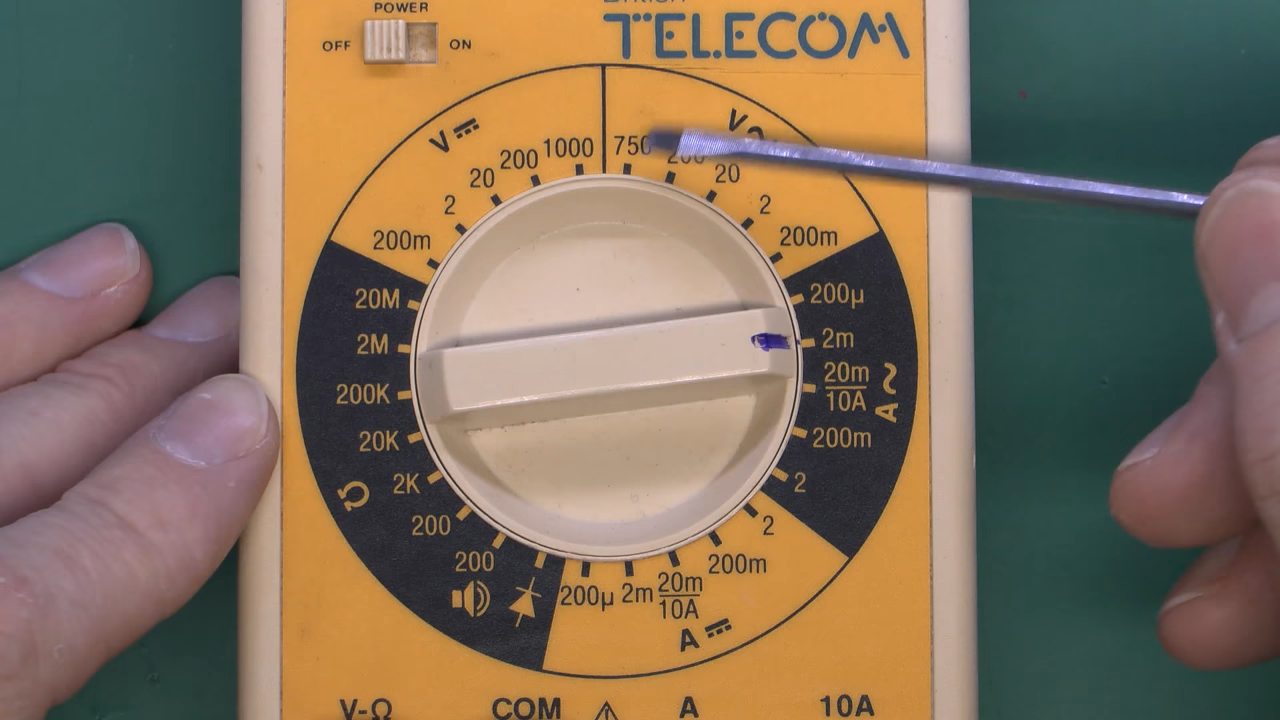 POWER
OFF ON
TELECOM
V
V
200m 2 20 200 1000
750 200 20 2 200m
20M
2M
200K
20K
2K
200
200
Ω
200µ
2m
20m
10A
A~
200m
2
2
200m
20m
10A
2m
200µ
A
V-Ω COM A 10A